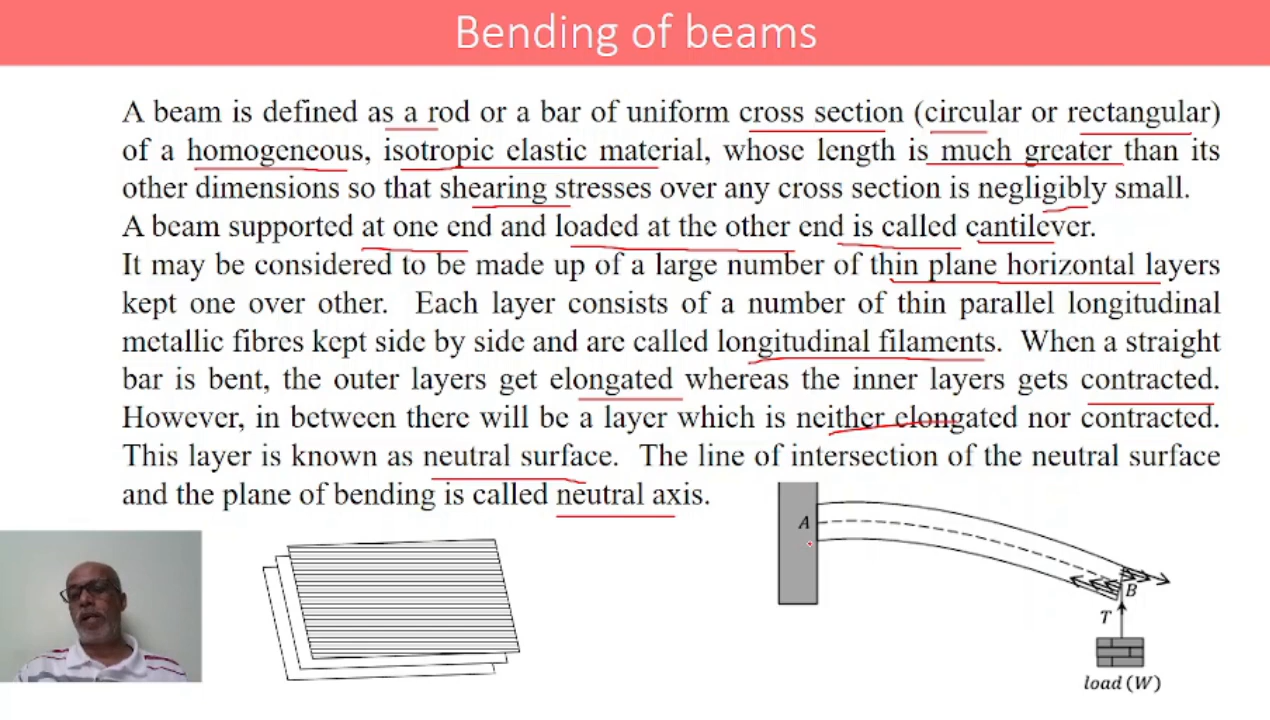 Bending of beams
A beam is defined as a rod or a bar of uniform cross section (circular or rectangular)
of a homogeneous, isotropic elastic material, whose length is much greater than its
other dimensions so that shearing stresses over any cross section is negligibly small.
A beam supported at one end and loaded at the other end is called cantilever.
It may be considered to be made up of a large number of thin plane horizontal layers
kept one over other. Each layer consists of a number of thin parallel longitudinal
metallic fibres kept side by side and are called longitudinal filaments. When a straight
bar is bent, the outer layers get elongated whereas the inner layers gets contracted.
However, in between there will be a layer which is neither elongated nor contracted.
This layer is known as neutral surface. The line of intersection of the neutral surface
and the plane of bending is called neutral axis.
A
B
T
load (W)